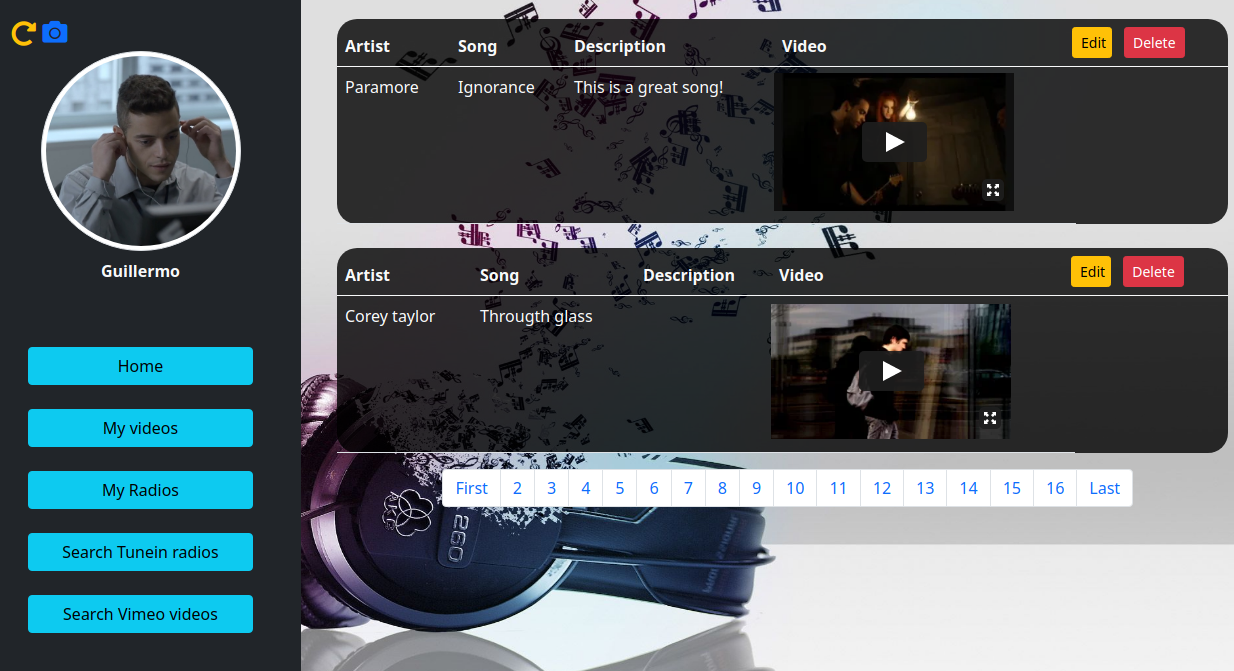 Guillermo
Home
My videos
My Radios
Search Tunein radios
Search Vimeo videos
Artist Song Description Video Edit Delete
Paramore Ignorance This is a great song!
Artist Song Description Video Edit Delete
Corey taylor Througth glass
First 2 3 4 5 6 7 8 9 10 11 12 13 14 15 16 Last
260